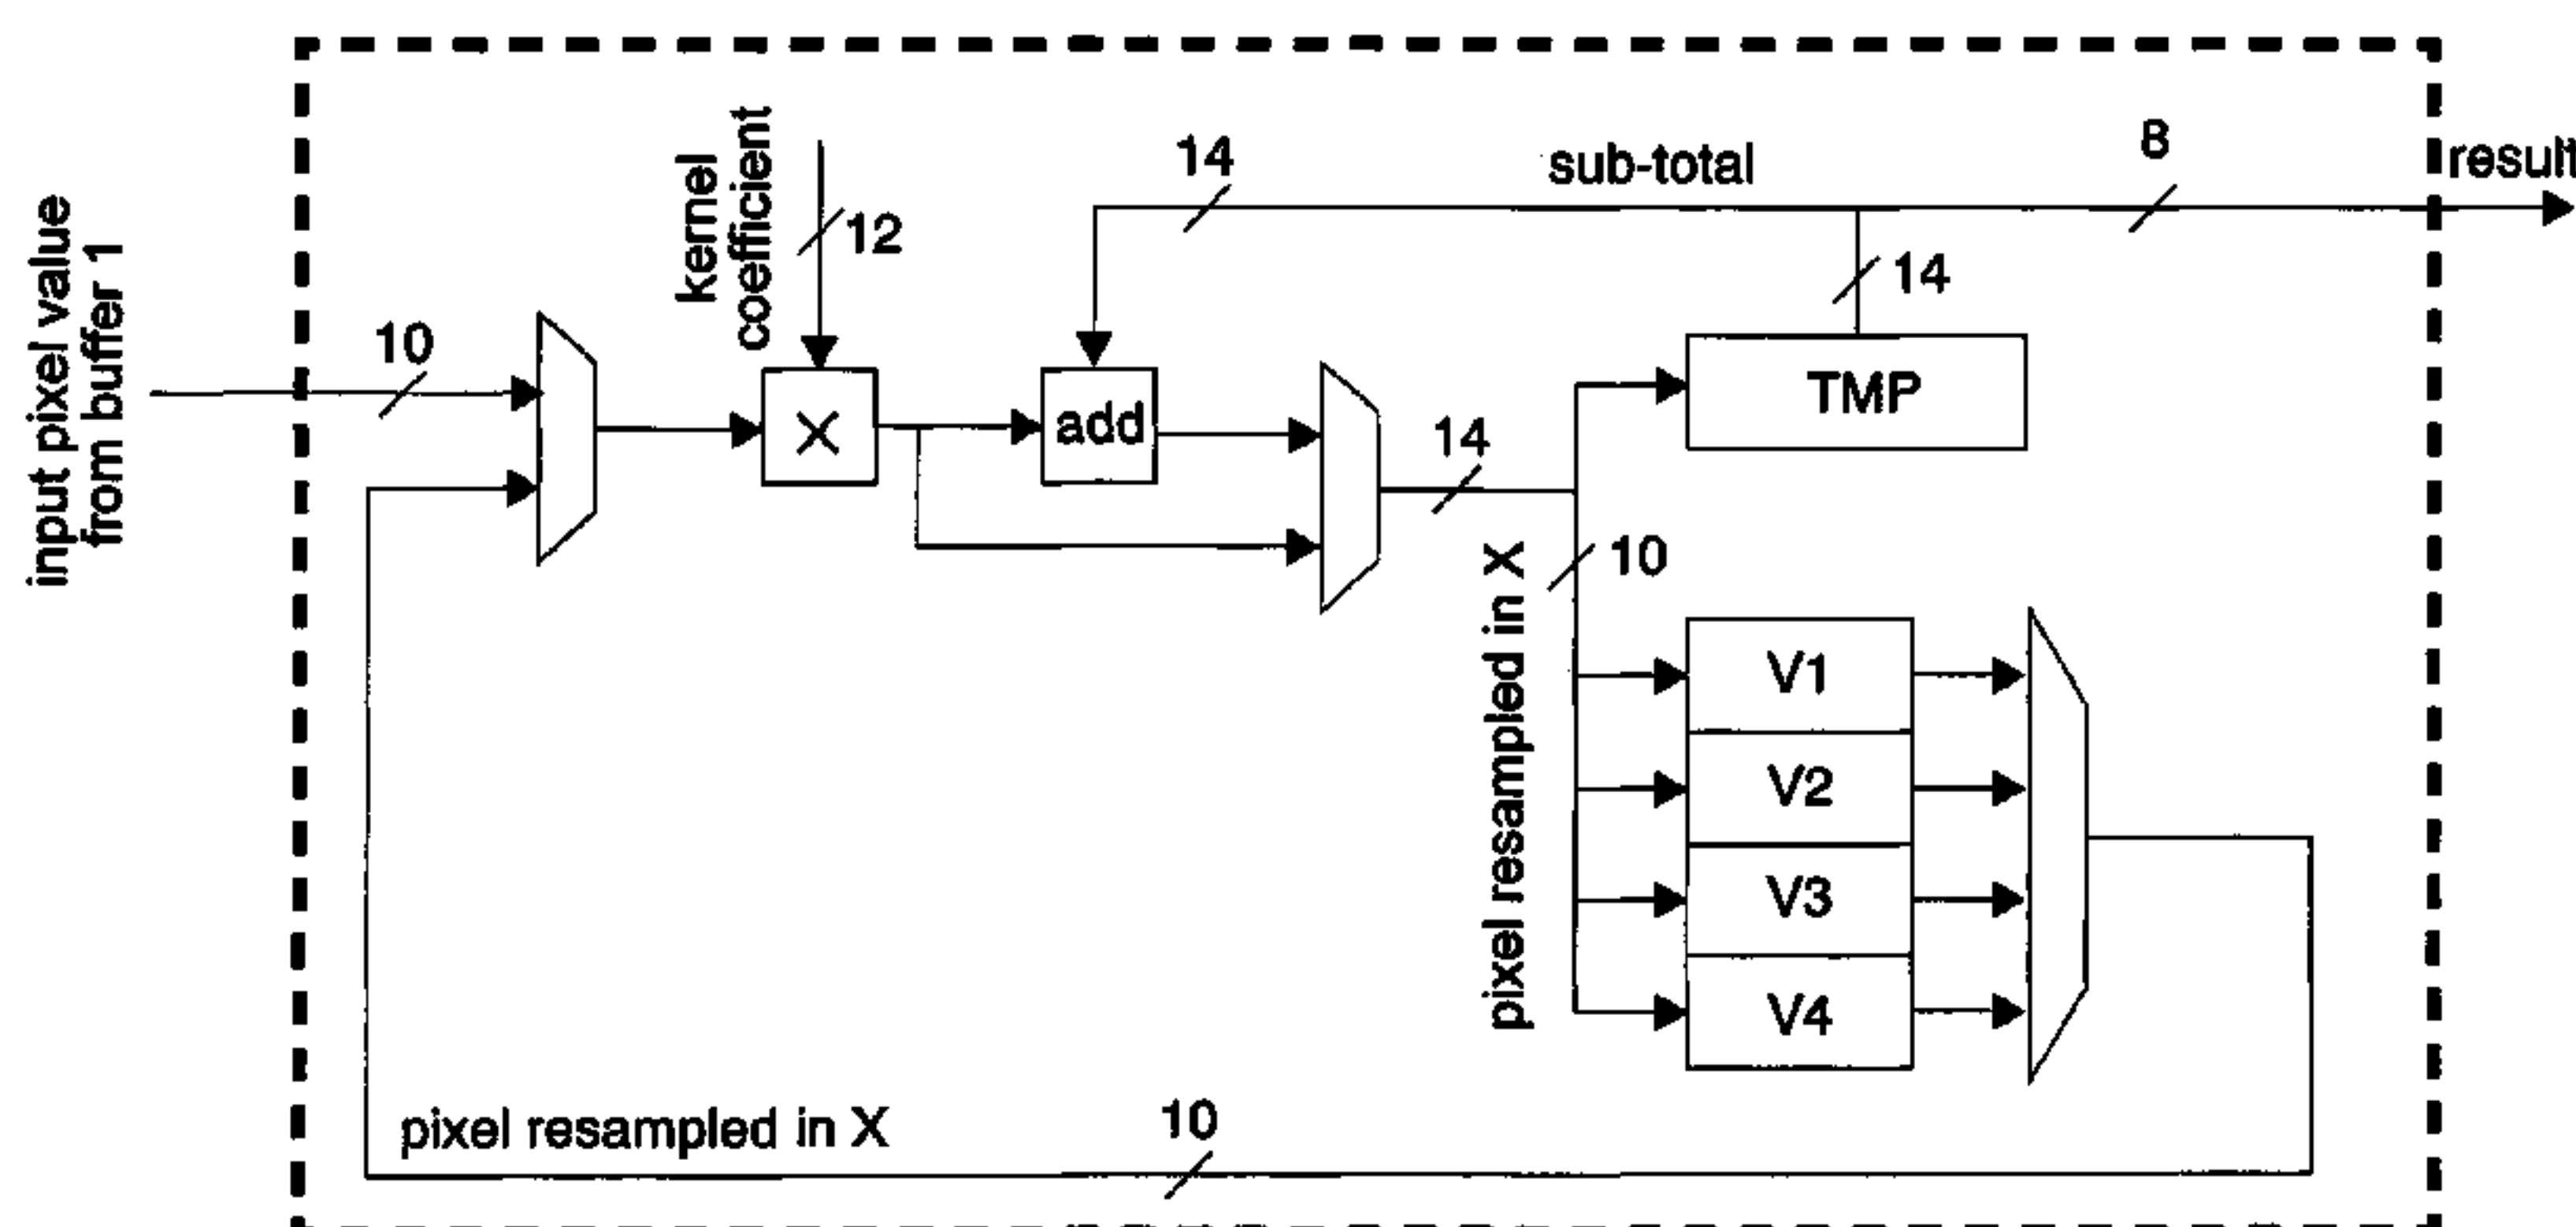 input pixel value
from buffer 1
10
kernel
coefficient
12
14
sub-total
8
result
14
X
add
14
TMP
10
pixel resampled in X
V1
V2
V3
V4
pixel resampled in X
10